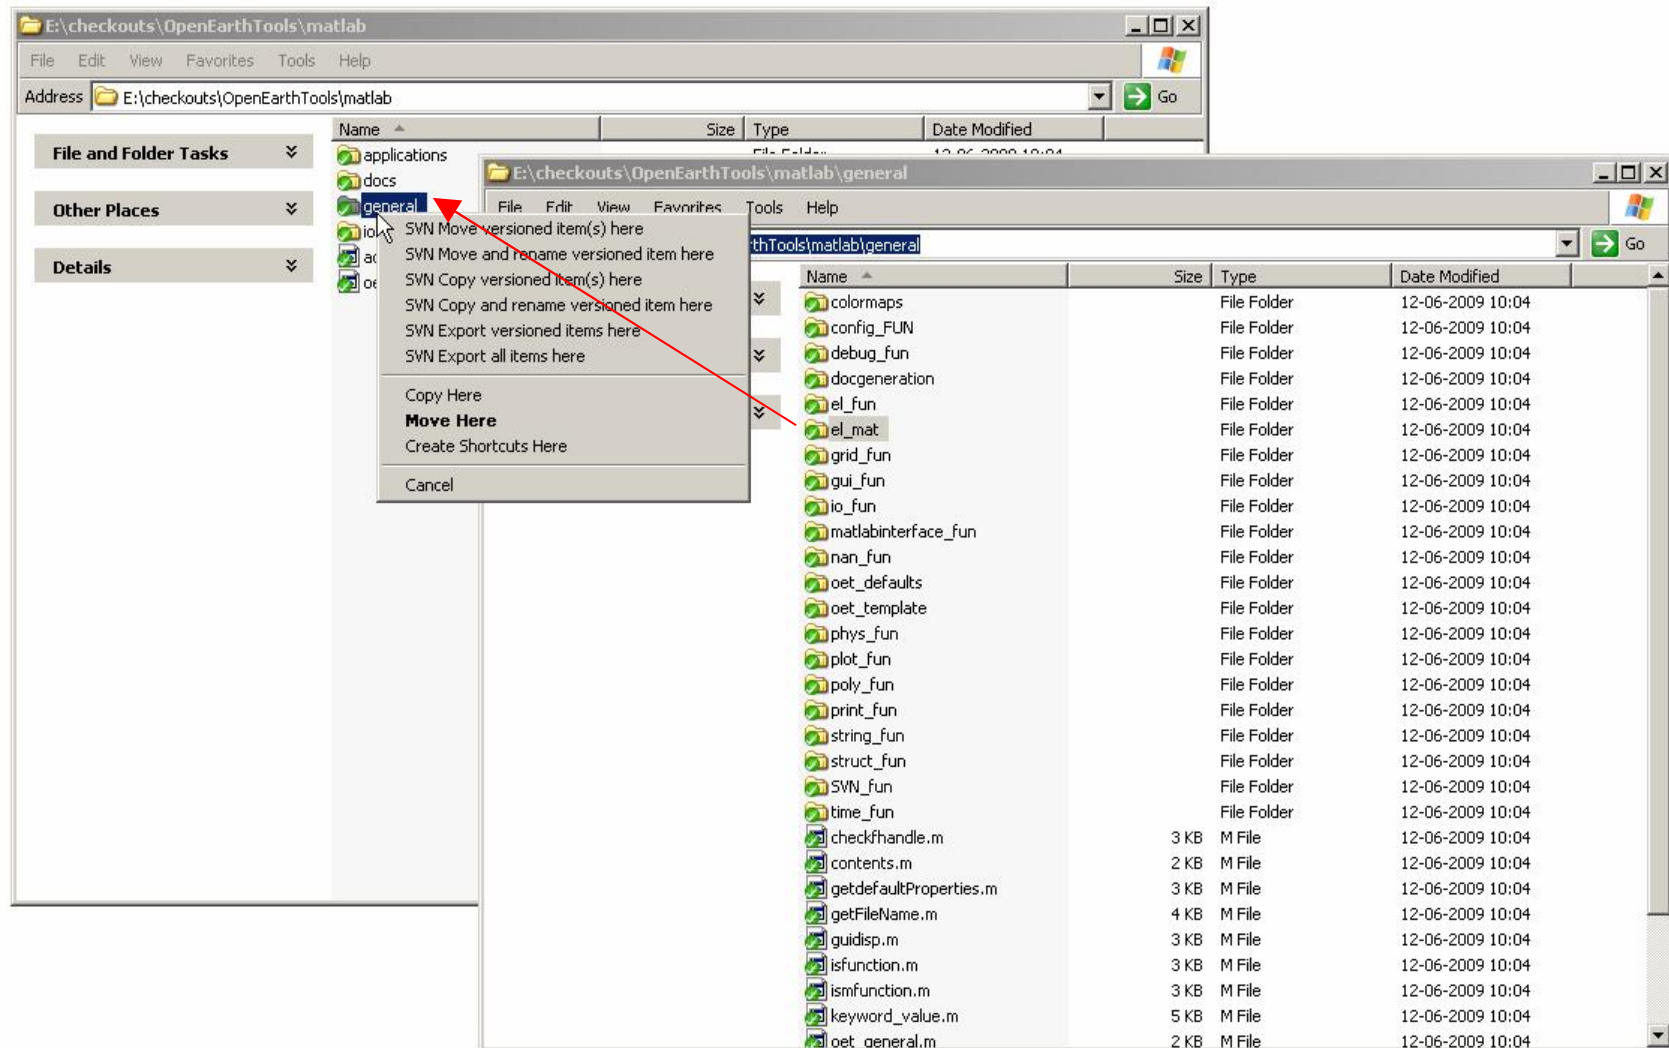 E:\checkouts\OpenEarthTools\matlab
File Edit View Favorites Tools Help
Address E:\checkouts\OpenEarthTools\matlab Go
Name Size Type Date Modified
File and Folder Tasks
Other Places
Details
applications
docs
general
E:\checkouts\OpenEarthTools\matlab\general
File Edit View Favorites Tools Help
SVN Move versioned item(s) here
SVN Move and rename versioned item here
SVN Copy versioned item(s) here
SVN Copy and rename versioned item here
SVN Export versioned items here
SVN Export all items here
Copy Here
Move Here
Create Shortcuts Here
Cancel
thTools\matlab\general Go
Name Size Type Date Modified
colormaps File Folder 12-06-2009 10:04
config_FUN File Folder 12-06-2009 10:04
debug_fun File Folder 12-06-2009 10:04
docgeneration File Folder 12-06-2009 10:04
el_fun File Folder 12-06-2009 10:04
el_mat File Folder 12-06-2009 10:04
grid_fun File Folder 12-06-2009 10:04
gui_fun File Folder 12-06-2009 10:04
io_fun File Folder 12-06-2009 10:04
matlabinterface_fun File Folder 12-06-2009 10:04
nan_fun File Folder 12-06-2009 10:04
oet_defaults File Folder 12-06-2009 10:04
oet_template File Folder 12-06-2009 10:04
phys_fun File Folder 12-06-2009 10:04
plot_fun File Folder 12-06-2009 10:04
poly_fun File Folder 12-06-2009 10:04
print_fun File Folder 12-06-2009 10:04
string_fun File Folder 12-06-2009 10:04
struct_fun File Folder 12-06-2009 10:04
SVN_fun File Folder 12-06-2009 10:04
time_fun File Folder 12-06-2009 10:04
checkfhandle.m 3 KB M File 12-06-2009 10:04
contents.m 2 KB M File 12-06-2009 10:04
getdefaultProperties.m 3 KB M File 12-06-2009 10:04
getFileName.m 4 KB M File 12-06-2009 10:04
guidisp.m 3 KB M File 12-06-2009 10:04
isfunction.m 3 KB M File 12-06-2009 10:04
ismfunction.m 3 KB M File 12-06-2009 10:04
keyword_value.m 5 KB M File 12-06-2009 10:04
oet_general.m 2 KB M File 12-06-2009 10:04